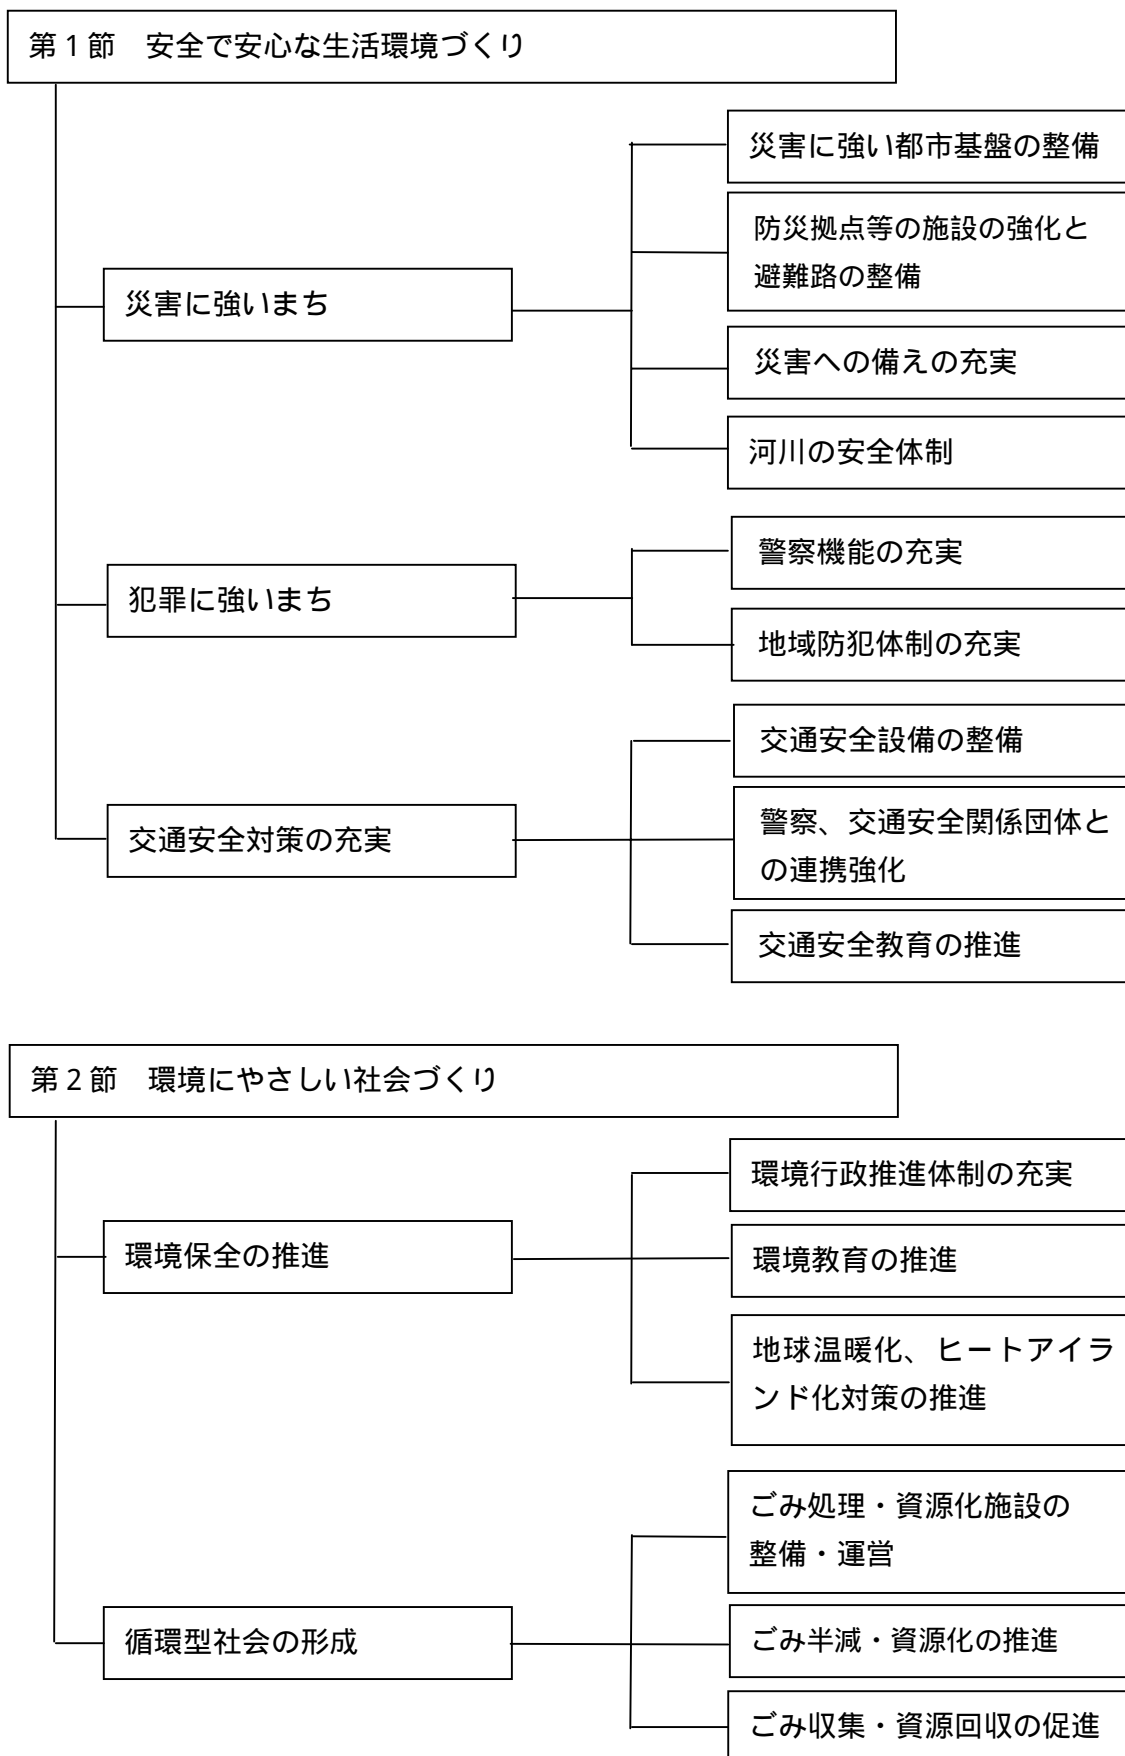 第1節　安全で安心な生活環境づくり
災害に強いまち
災害に強い都市基盤の整備
防災拠点等の施設の強化と
避難路の整備
災害への備えの充実
河川の安全体制
犯罪に強いまち
警察機能の充実
地域防犯体制の充実
交通安全対策の充実
交通安全設備の整備
警察、交通安全関係団体と
の連携強化
交通安全教育の推進
第2節　環境にやさしい社会づくり
環境保全の推進
環境行政推進体制の充実
環境教育の推進
地球温暖化、ヒートアイラ
ンド化対策の推進
循環型社会の形成
ごみ処理・資源化施設の
整備・運営
ごみ半減・資源化の推進
ごみ収集・資源回収の促進